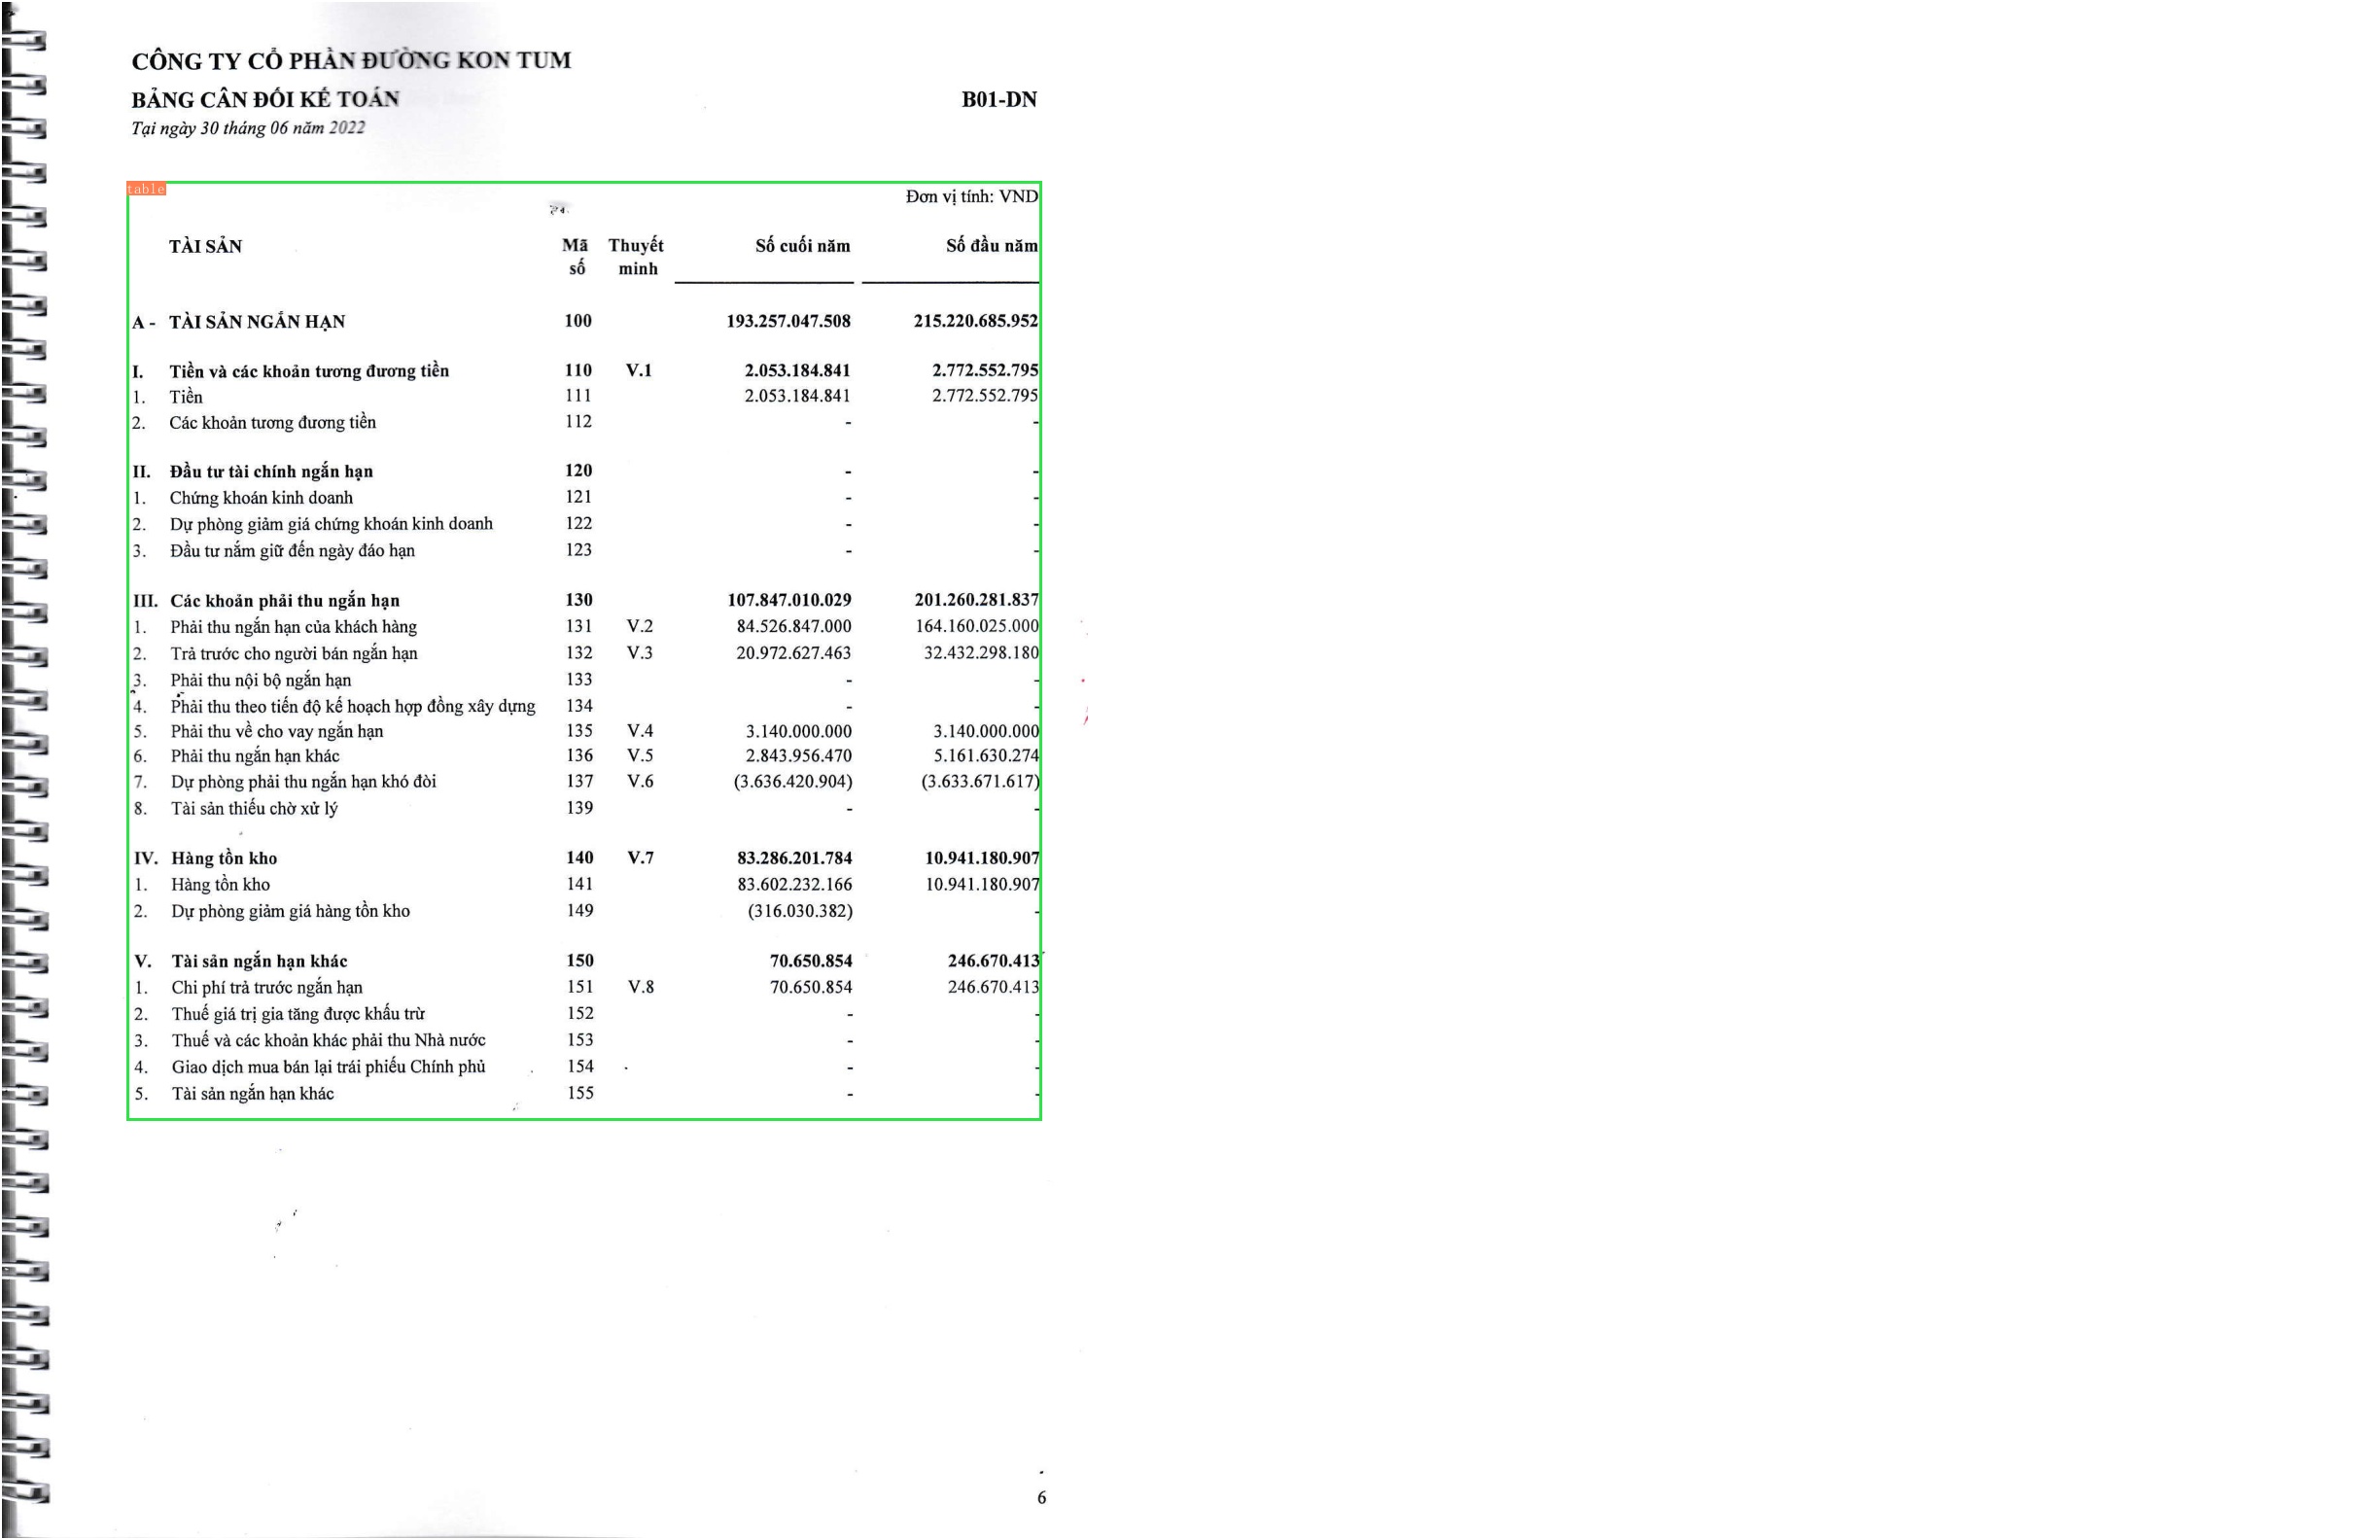 CÔNG TY CỔ PHẦN ĐƯỜNG KON TUM
BẢNG CÂN ĐỐI KẾ TOÁN B01-DN
Tại ngày 30 tháng 06 năm 2022
table
Đơn vị tính: VND
TÀI SẢN Mã số Thuyết minh Số cuối năm Số đầu năm
A - TÀI SẢN NGẮN HẠN 100 193.257.047.508 215.220.685.952
I. Tiền và các khoản tương đương tiền 110 V.1 2.053.184.841 2.772.552.795
1. Tiền 111 2.053.184.841 2.772.552.795
2. Các khoản tương đương tiền 112 - -
II. Đầu tư tài chính ngắn hạn 120 - -
1. Chứng khoán kinh doanh 121 - -
2. Dự phòng giảm giá chứng khoán kinh doanh 122 - -
3. Đầu tư nắm giữ đến ngày đáo hạn 123 - -
III. Các khoản phải thu ngắn hạn 130 107.847.010.029 201.260.281.837
1. Phải thu ngắn hạn của khách hàng 131 V.2 84.526.847.000 164.160.025.000
2. Trả trước cho người bán ngắn hạn 132 V.3 20.972.627.463 32.432.298.180
3. Phải thu nội bộ ngắn hạn 133 - -
4. Phải thu theo tiến độ kế hoạch hợp đồng xây dựng 134 - -
5. Phải thu về cho vay ngắn hạn 135 V.4 3.140.000.000 3.140.000.000
6. Phải thu ngắn hạn khác 136 V.5 2.843.956.470 5.161.630.274
7. Dự phòng phải thu ngắn hạn khó đòi 137 V.6 (3.636.420.904) (3.633.671.617)
8. Tài sản thiếu chờ xử lý 139 - -
IV. Hàng tồn kho 140 V.7 83.286.201.784 10.941.180.907
1. Hàng tồn kho 141 83.602.232.166 10.941.180.907
2. Dự phòng giảm giá hàng tồn kho 149 (316.030.382) -
V. Tài sản ngắn hạn khác 150 70.650.854 246.670.413
1. Chi phí trả trước ngắn hạn 151 V.8 70.650.854 246.670.413
2. Thuế giá trị gia tăng được khấu trừ 152 - -
3. Thuế và các khoản khác phải thu Nhà nước 153 - -
4. Giao dịch mua bán lại trái phiếu Chính phủ 154 - -
5. Tài sản ngắn hạn khác 155 - -
6